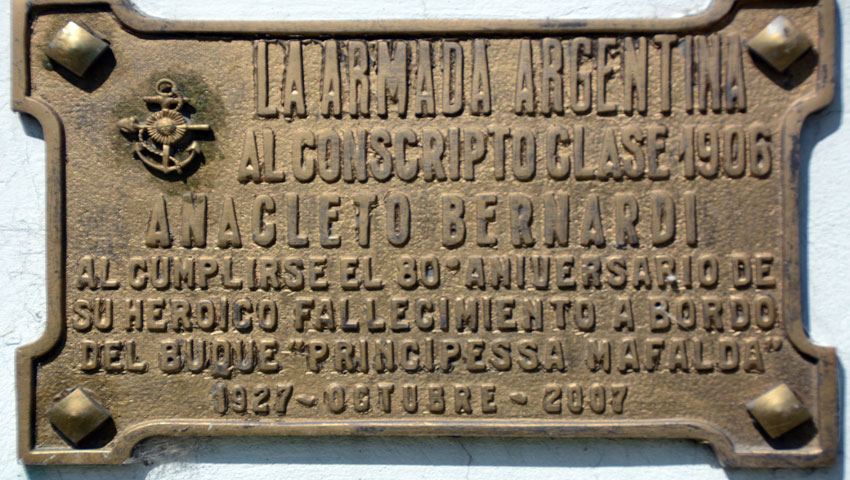 LA ARMADA ARGENTINA
AL CONSCRIPTO CLASE 1906
ANACLETO BERNARDI
AL CUMPLIRSE EL 80º ANIVERSARIO DE
SU HEROICO FALLECIMIENTO A BORDO
DEL BUQUE "PRINCIPESSA MAFALDA"
1927 - OCTUBRE - 2007